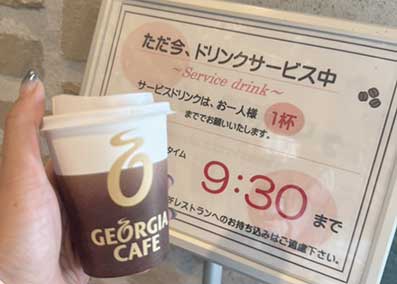 ただ今、ドリンクサービス中
~Service drink~
サービスドリンクは、お一人様 1杯
まででお願いいたします。
タイム
9:30 まで
レストランへのお持ち込みはご遠慮下さい。
GEORGIA
CAFE